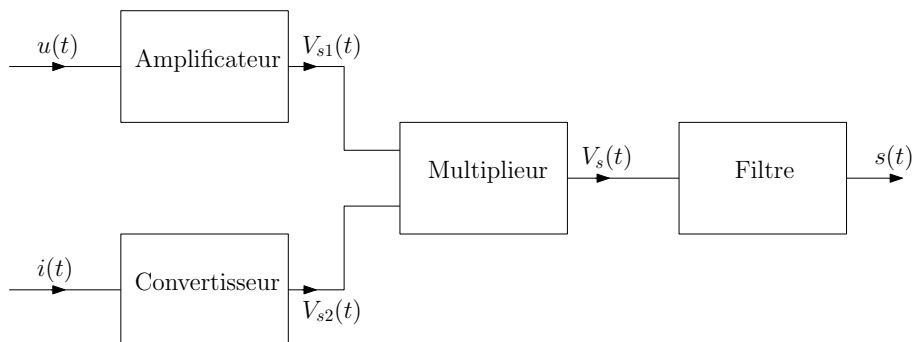 u(t)
Amplificateur
V_{s1}(t)
Multiplieur
V_s(t)
Filtre
s(t)
i(t)
Convertisseur
V_{s2}(t)